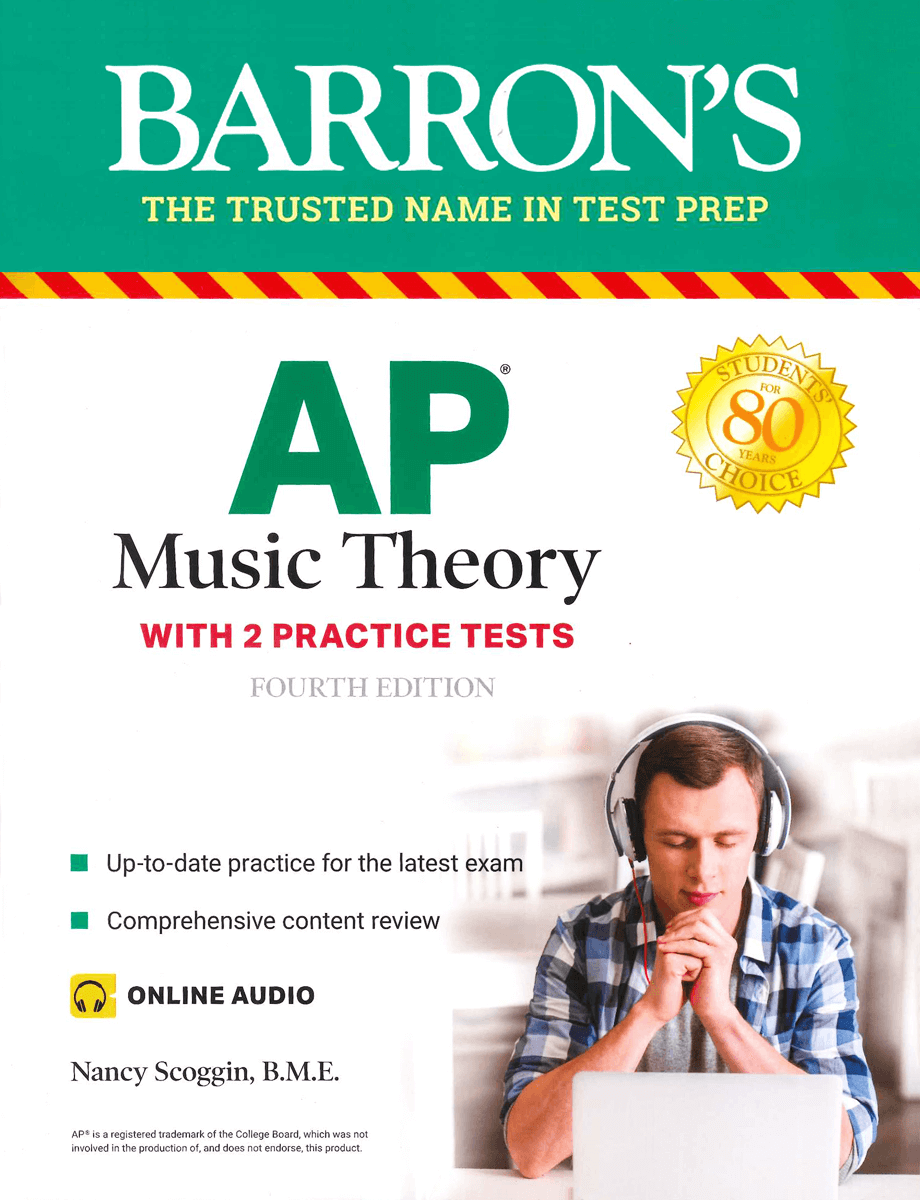 BARRON'S
THE TRUSTED NAME IN TEST PREP
STUDENTS'
FOR
80
YEARS
CHOICE
AP®
Music Theory
WITH 2 PRACTICE TESTS
FOURTH EDITION
Up-to-date practice for the latest exam
Comprehensive content review
ONLINE AUDIO
Nancy Scoggin, B.M.E.
AP® is a registered trademark of the College Board, which was not
involved in the production of, and does not endorse, this product.